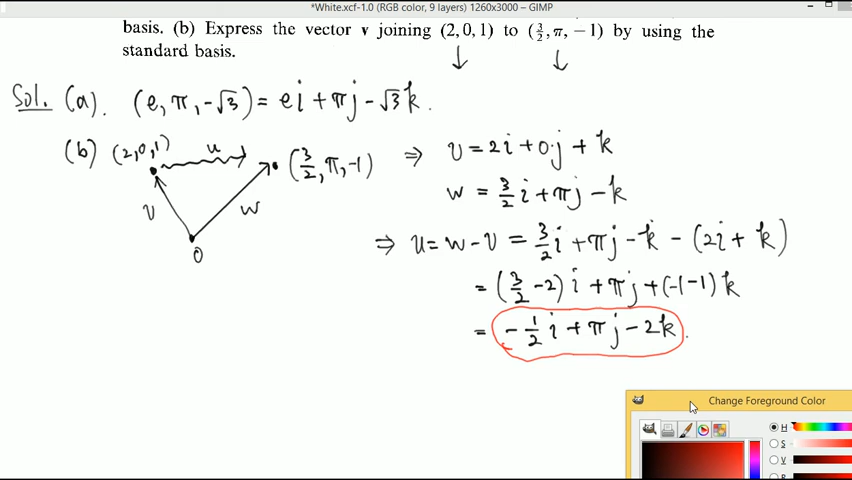 *White.xcf-1.0 (RGB color, 9 layers) 1260x3000 – GIMP
basis. (b) Express the vector v joining (2, 0, 1) to (3/2, π, −1) by using the
standard basis.
Sol. (a). (e, π, -√3) = ei + πj - √3k.
(b) (2,0,1) u (3/2, π, -1) ⇒ v = 2i + 0·j + k
v w w = 3/2 i + πj - k
0 ⇒ u = w - v = 3/2 i + πj - k - (2i + k)
= (3/2 - 2) i + πj + (-1-1) k
= -1/2 i + πj - 2k.
Change Foreground Color
H
S
V